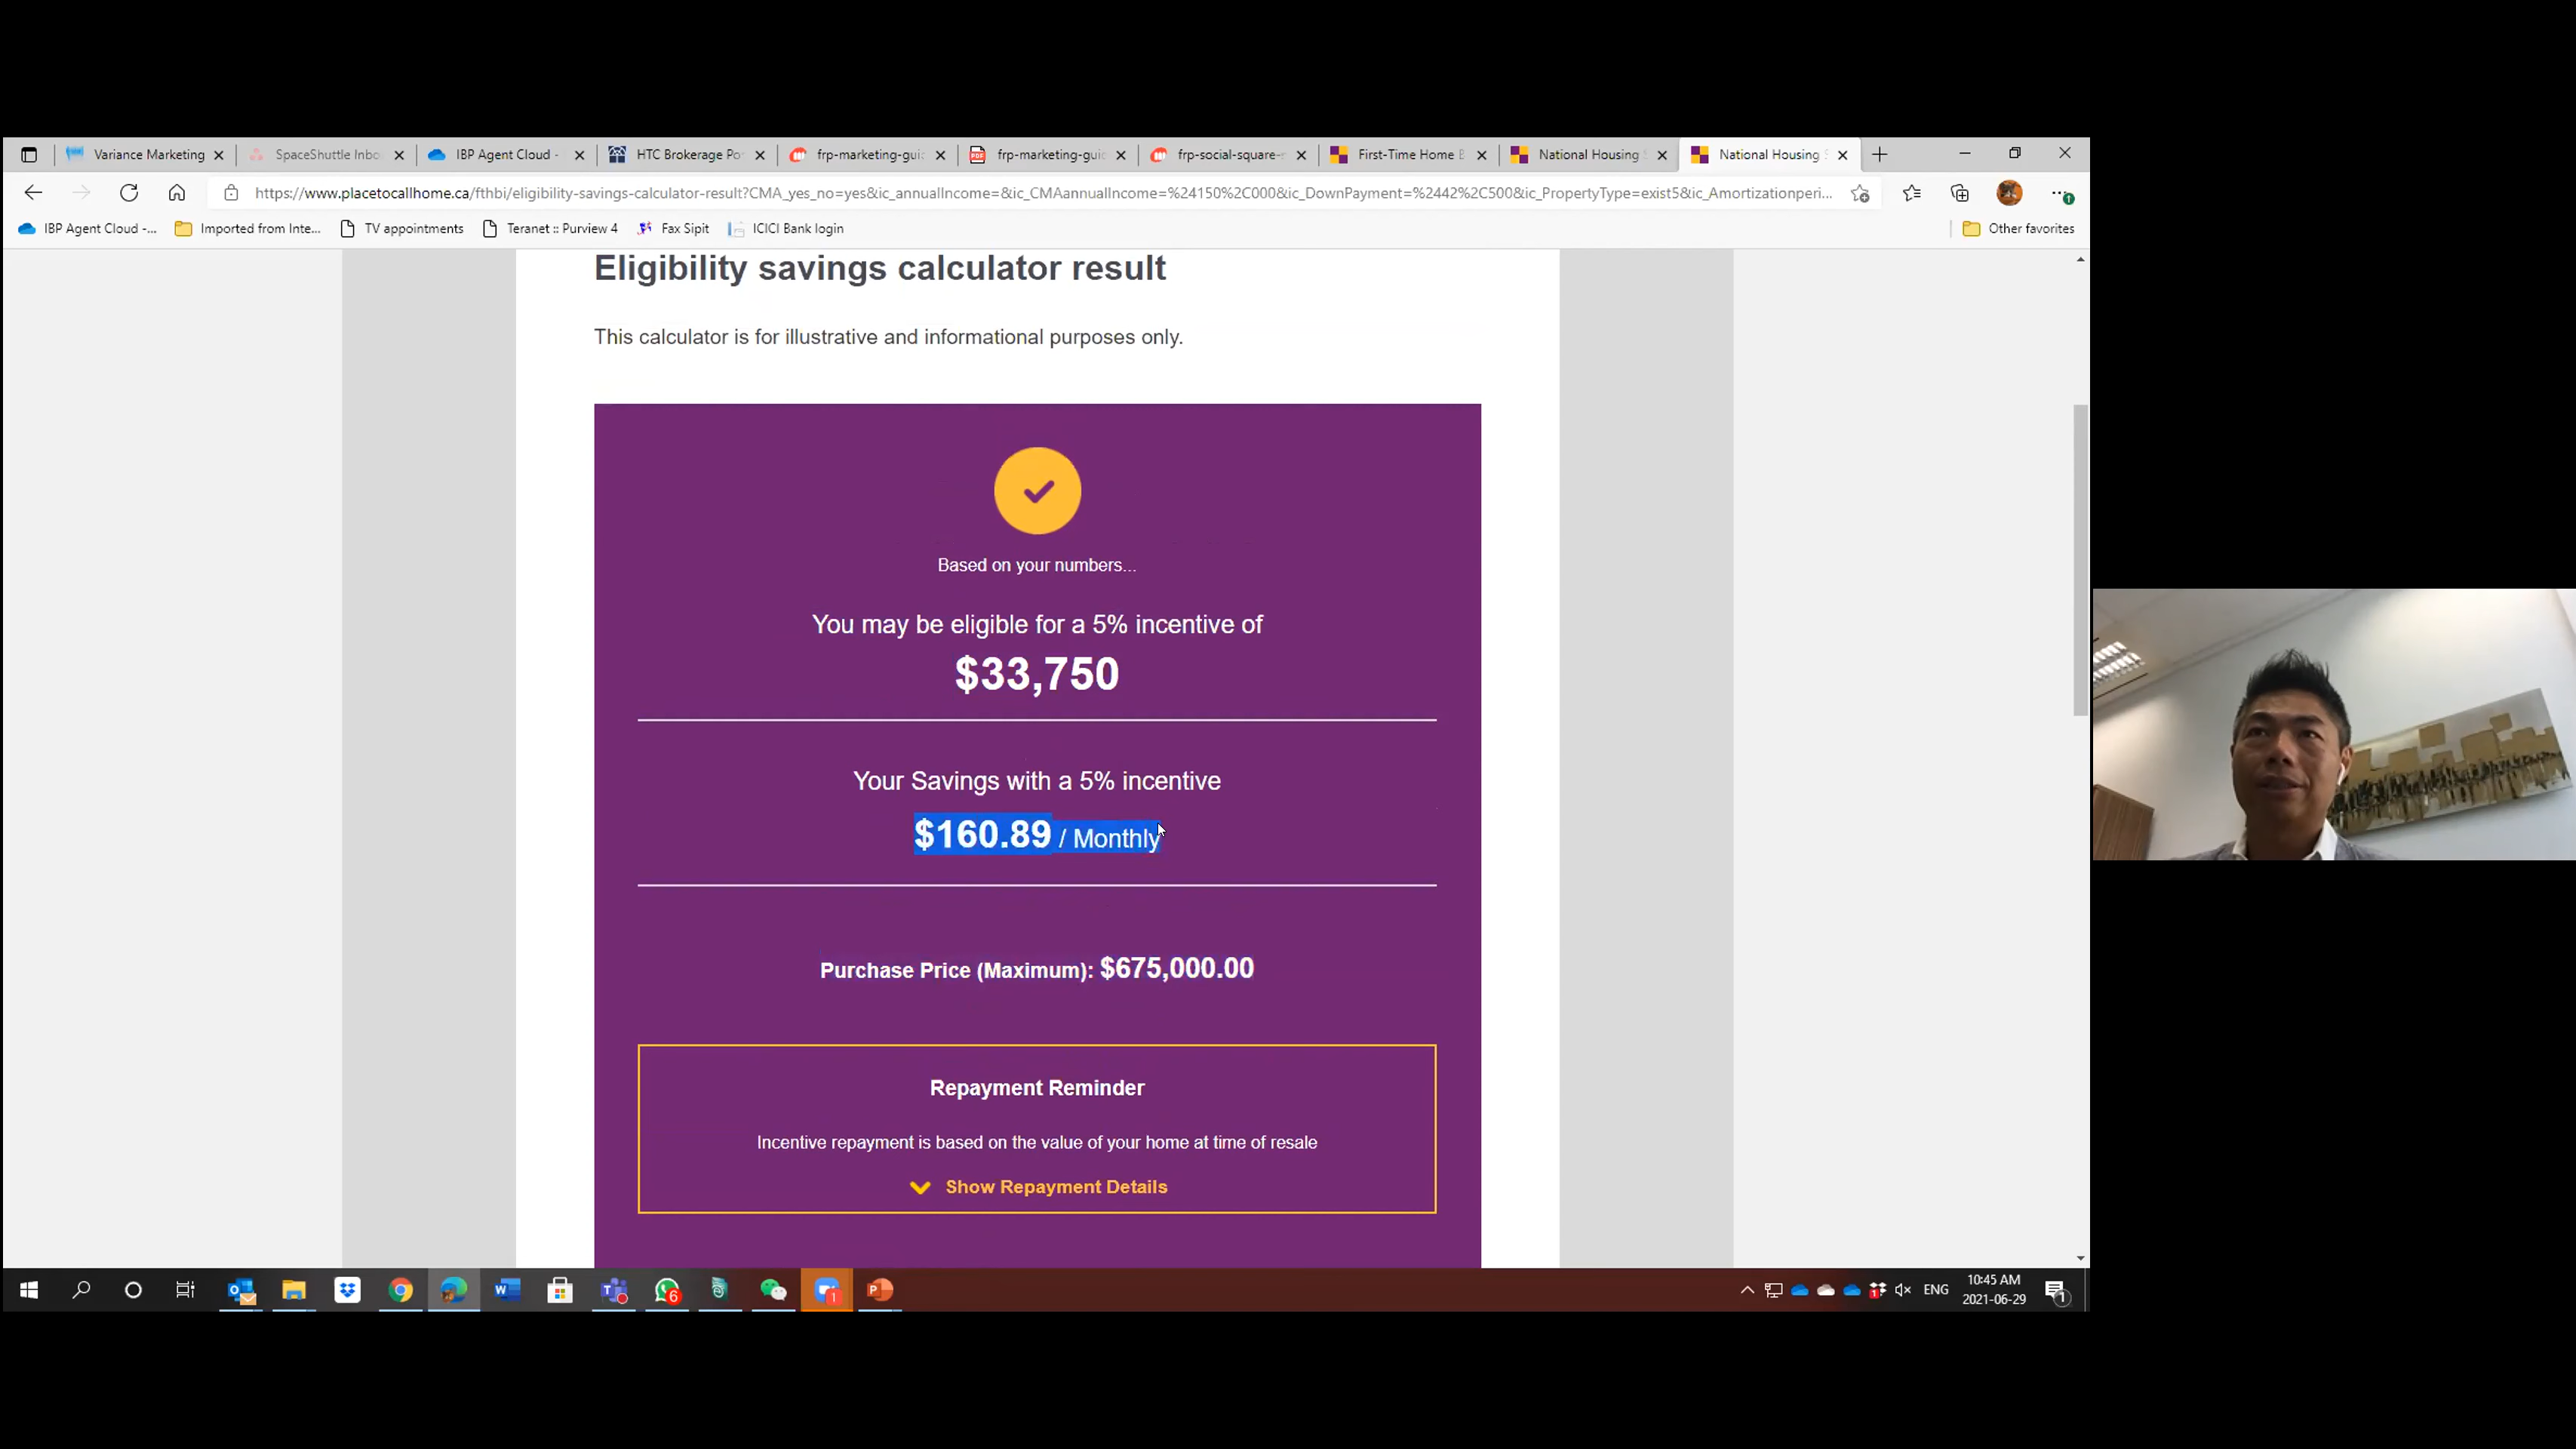 Variance Marketing
SpaceShuttle Inbo
IBP Agent Cloud -
HTC Brokerage Po
frp-marketing-guid
frp-marketing-guid
frp-social-square-
First-Time Home B
National Housing
National Housing S
https://www.placetocallhome.ca/fthbi/eligibility-savings-calculator-result?CMA_yes_no=yes&ic_annualIncome=&ic_CMAannualIncome=%24150%2C000&ic_DownPayment=%2442%2C500&ic_PropertyType=exist5&ic_Amortizationperi...
IBP Agent Cloud -...
Imported from Inte...
TV appointments
Teranet :: Purview 4
Fax Sipit
ICICI Bank login
Other favorites
Eligibility savings calculator result
This calculator is for illustrative and informational purposes only.
Based on your numbers...
You may be eligible for a 5% incentive of
$33,750
Your Savings with a 5% incentive
$160.89 / Monthly
Purchase Price (Maximum): $675,000.00
Repayment Reminder
Incentive repayment is based on the value of your home at time of resale
Show Repayment Details
6
1
1
ENG
10:45 AM
2021-06-29
1